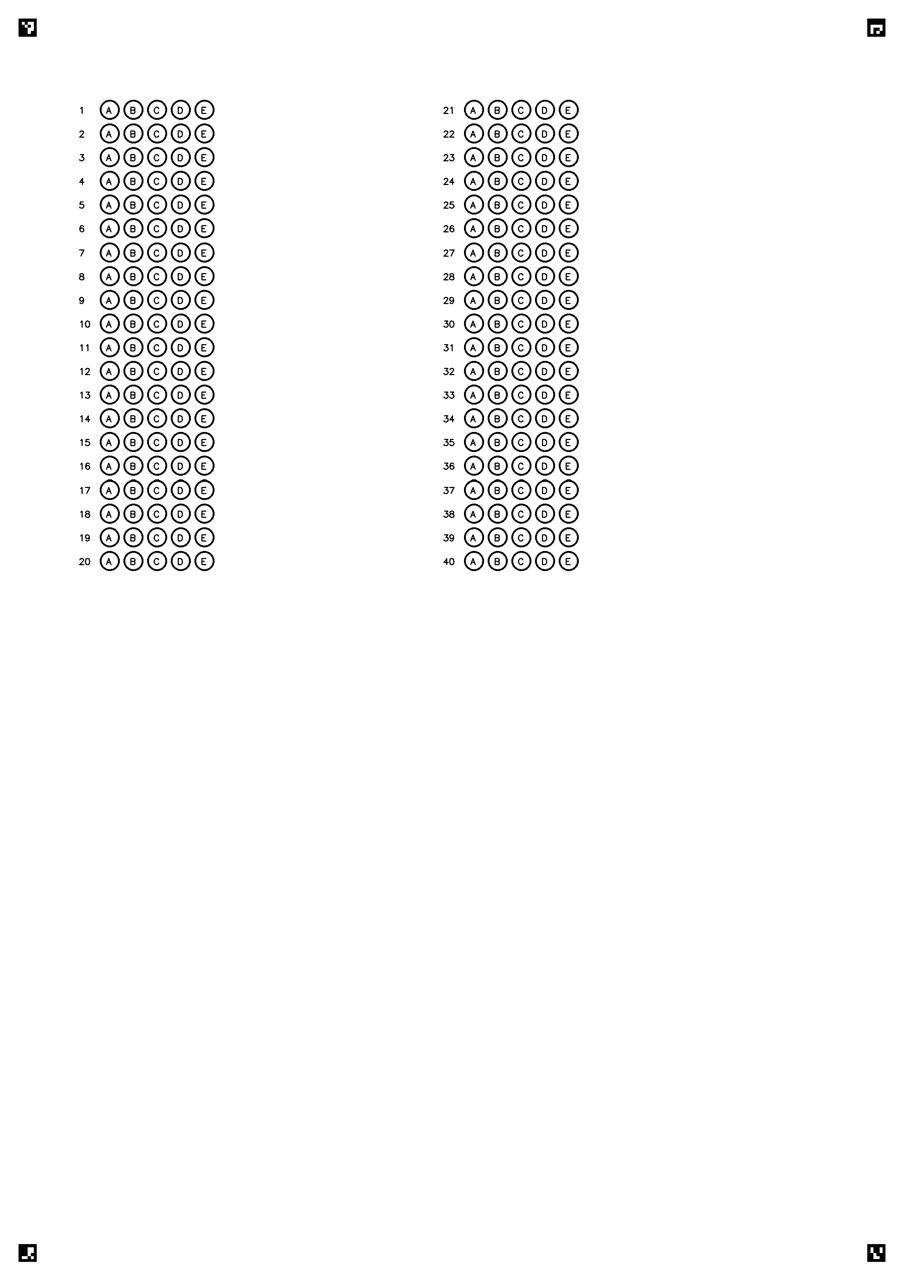 1 A B C D E
2 A B C D E
3 A B C D E
4 A B C D E
5 A B C D E
6 A B C D E
7 A B C D E
8 A B C D E
9 A B C D E
10 A B C D E
11 A B C D E
12 A B C D E
13 A B C D E
14 A B C D E
15 A B C D E
16 A B C D E
17 A B C D E
18 A B C D E
19 A B C D E
20 A B C D E
21 A B C D E
22 A B C D E
23 A B C D E
24 A B C D E
25 A B C D E
26 A B C D E
27 A B C D E
28 A B C D E
29 A B C D E
30 A B C D E
31 A B C D E
32 A B C D E
33 A B C D E
34 A B C D E
35 A B C D E
36 A B C D E
37 A B C D E
38 A B C D E
39 A B C D E
40 A B C D E